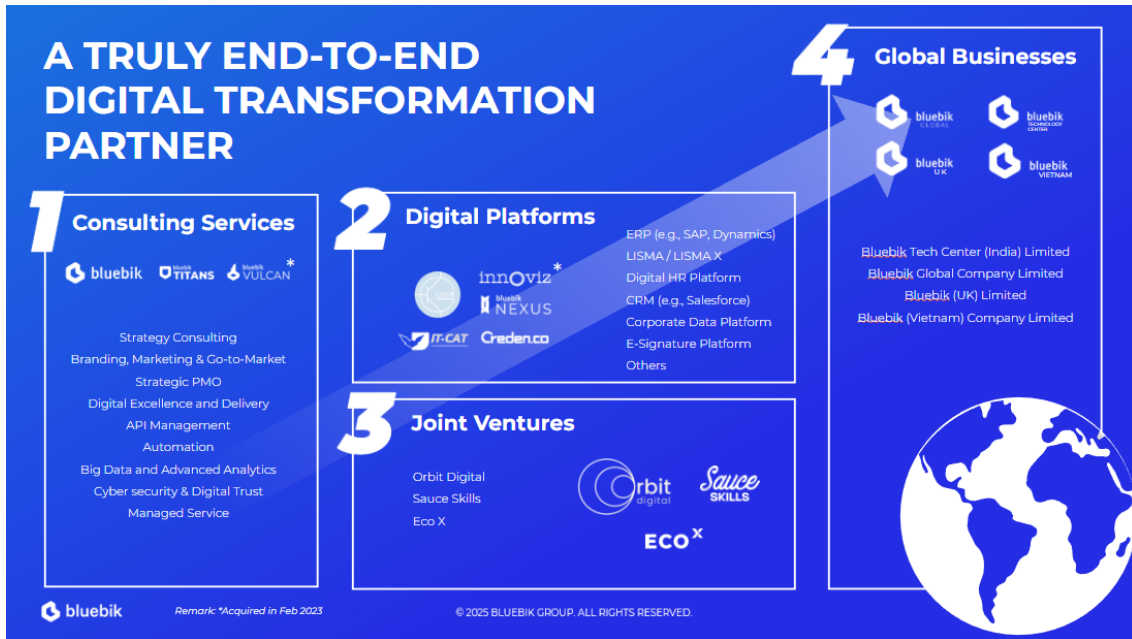 A TRULY END-TO-END
DIGITAL TRANSFORMATION
PARTNER
1
Consulting Services
bluebik
bluebik
TITANS
bluebik
VULCAN *
Strategy Consulting
Branding, Marketing & Go-to-Market
Strategic PMO
Digital Excellence and Delivery
API Management
Automation
Big Data and Advanced Analytics
Cyber security & Digital Trust
Managed Service
2
Digital Platforms
innOviz *
bluebik
NEXUS
IT-CAT
Creden.co
ERP (e.g., SAP, Dynamics)
LISMA / LISMA X
Digital HR Platform
CRM (e.g., Salesforce)
Corporate Data Platform
E-Signature Platform
Others
3
Joint Ventures
Orbit Digital
Sauce Skills
Eco X
Orbit
digital
Sauce
SKILLS
ECO X
4
Global Businesses
bluebik
GLOBAL
bluebik
TECHNOLOGY
CENTER
bluebik
UK
bluebik
VIETNAM
Bluebik Tech Center (India) Limited
Bluebik Global Company Limited
Bluebik (UK) Limited
Bluebik (Vietnam) Company Limited
bluebik
Remark: *Acquired in Feb 2023
© 2025 BLUEBIK GROUP. ALL RIGHTS RESERVED.